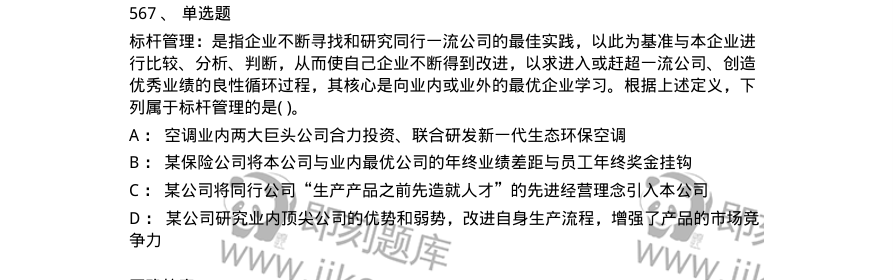 567 、 单选题
标杆管理：是指企业不断寻找和研究同行一流公司的最佳实践，以此为基准与本企业进
行比较、分析、判断，从而使自己企业不断得到改进，以求进入或赶超一流公司、创造
优秀业绩的良性循环过程，其核心是向业内或业外的最优企业学习。根据上述定义，下
列属于标杆管理的是( )。
A ： 空调业内两大巨头公司合力投资、联合研发新一代生态环保空调
B ： 某保险公司将本公司与业内最优公司的年终业绩差距与员工年终奖金挂钩
C ： 某公司将同行公司“生产产品之前先造就人才”的先进经营理念引入本公司
D ： 某公司研究业内顶尖公司的优势和弱势，改进自身生产流程，增强了产品的市场竞
争力
即刻题库
即刻题